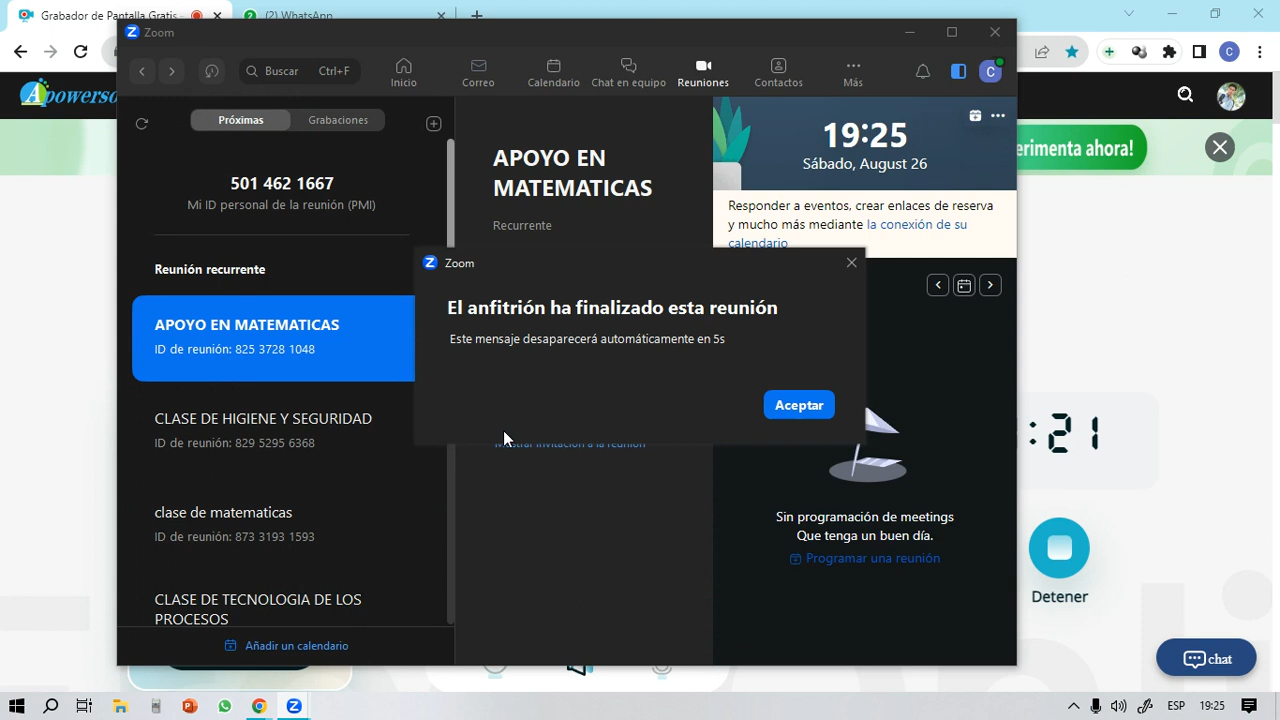 Grabador de Pantalla Gratis -
(2) WhatsApp
Zoom
Buscar Ctrl+F
Inicio
Correo
Calendario
Chat en equipo
Reuniones
Contactos
Más
C
C
Apowerso
erimenta ahora!
Próximas
Grabaciones
501 462 1667
Mi ID personal de la reunión (PMI)
Reunión recurrente
APOYO EN MATEMATICAS
ID de reunión: 825 3728 1048
CLASE DE HIGIENE Y SEGURIDAD
ID de reunión: 829 5295 6368
clase de matematicas
ID de reunión: 873 3193 1593
CLASE DE TECNOLOGIA DE LOS
PROCESOS
Añadir un calendario
APOYO EN
MATEMATICAS
Recurrente
19:25
Sábado, August 26
Responder a eventos, crear enlaces de reserva
y mucho más mediante la conexión de su
calendario
Zoom
El anfitrión ha finalizado esta reunión
Este mensaje desaparecerá automáticamente en 5s
Aceptar
Mostrar invitación a la reunión
Sin programación de meetings
Que tenga un buen día.
Programar una reunión
:21
Detener
chat
ESP
19:25